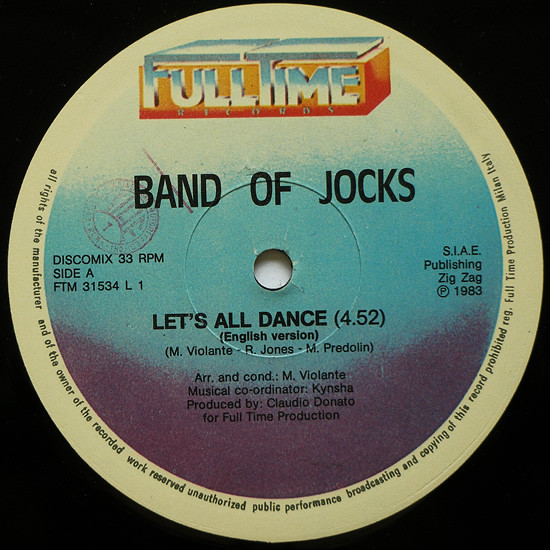 FULLTIME
RECORDS
BAND OF JOCKS
DISCOMIX 33 RPM
SIDE A
FTM 31534 L 1
S.I.A.E.
Publishing
Zig Zag
℗ 1983
LET'S ALL DANCE (4.52)
(English version)
(M. Violante - R. Jones - M. Predolin)
Arr. and cond.: M. Violante
Musical co-ordinator: Kynsha
Produced by: Claudio Donato
for Full Time Production
all rights of the manufacturer and of the owner of the recorded work reserved unauthorized public performance broadcasting and copying of this record prohibited reg. Full Time Production Milan Italy